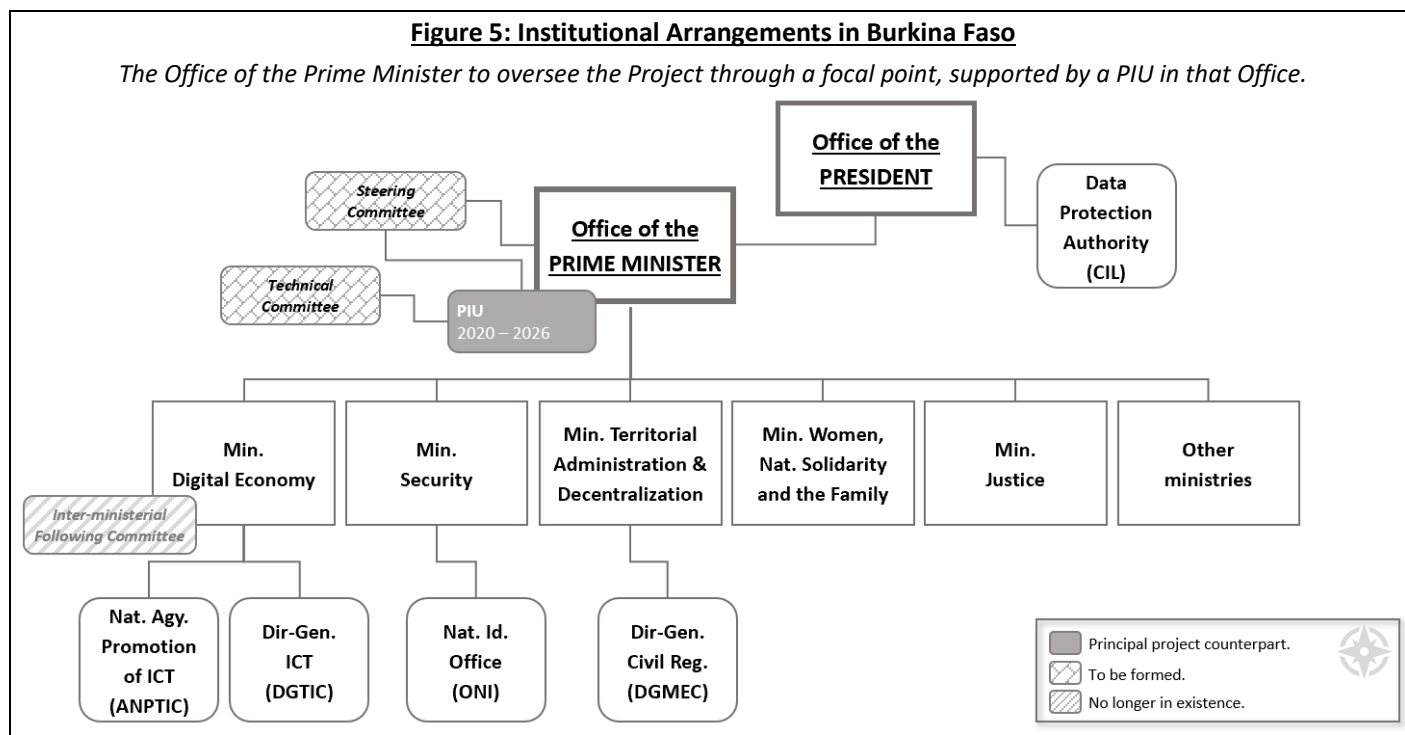 Figure 5: Institutional Arrangements in Burkina Faso
The Office of the Prime Minister to oversee the Project through a focal point, supported by a PIU in that Office.
Office of the
PRESIDENT
Data
Protection
Authority
(CIL)
Steering
Committee
Office of the
PRIME MINISTER
Technical
Committee
PIU
2020 – 2026
Min.
Digital Economy
Min.
Security
Min. Territorial
Administration &
Decentralization
Min. Women,
Nat. Solidarity
and the Family
Min.
Justice
Other
ministries
Inter-ministerial
Following Committee
Nat. Agy.
Promotion
of ICT
(ANPTIC)
Dir-Gen.
ICT
(DGTIC)
Nat. Id.
Office
(ONI)
Dir-Gen.
Civil Reg.
(DGMEC)
Principal project counterpart.
To be formed.
No longer in existence.